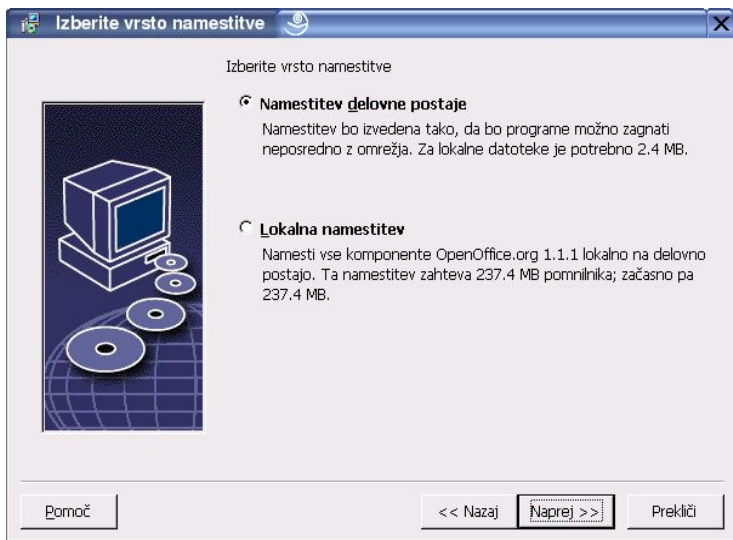 Izberite vrsto namestitve
Izberite vrsto namestitve
Namestitev delovne postaje
Namestitev bo izvedena tako, da bo programe možno zagnati
neposredno z omrežja. Za lokalne datoteke je potrebno 2.4 MB.
Lokalna namestitev
Namesti vse komponente OpenOffice.org 1.1.1 lokalno na delovno
postajo. Ta namestitev zahteva 237.4 MB pomnilnika; začasno pa
237.4 MB.
Pomoč
<< Nazaj
Naprej >>
Prekliči